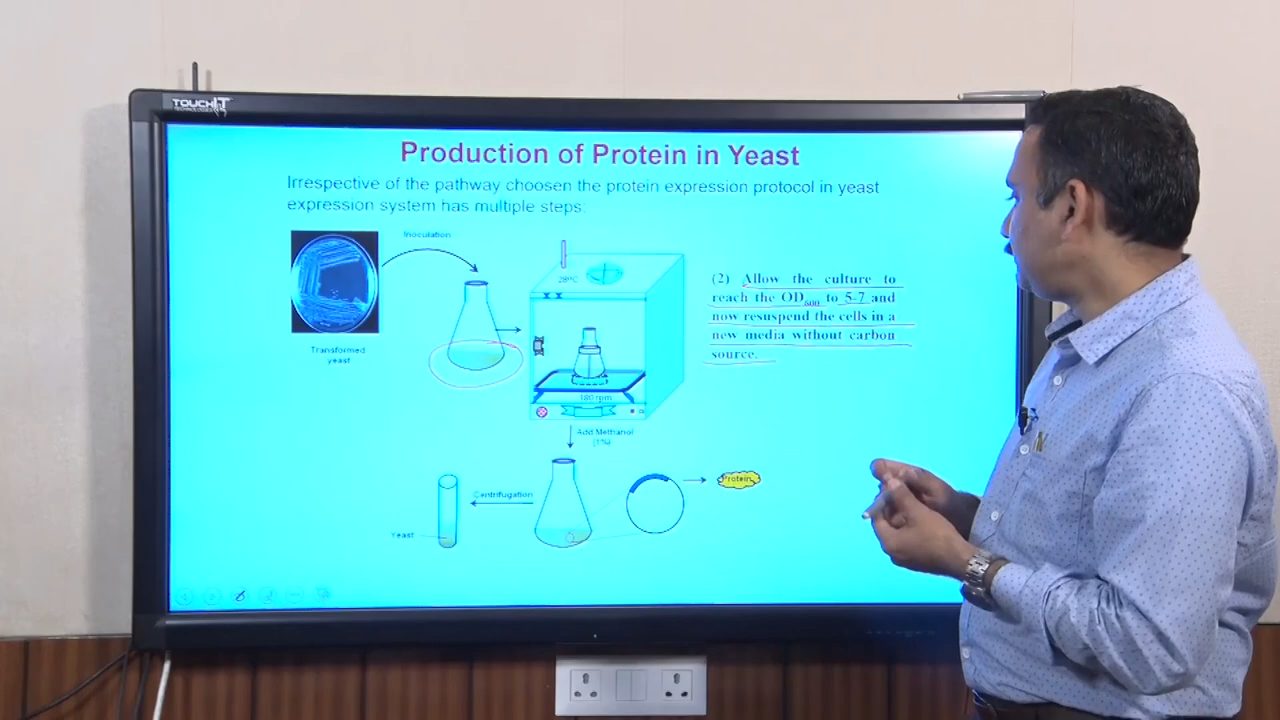 TOUCHIT
TECHNOLOGIES
Production of Protein in Yeast
Irrespective of the pathway choosen the protein expression protocol in yeast
expression system has multiple steps:
Inoculation
28ºC
Transformed
yeast
180 rpm
(2) Allow the culture to
reach the OD600 to 5-7 and
now resuspend the cells in a
new media without carbon
source.
Add Methanol
(1%)
Centrifugation
Protein
Yeast